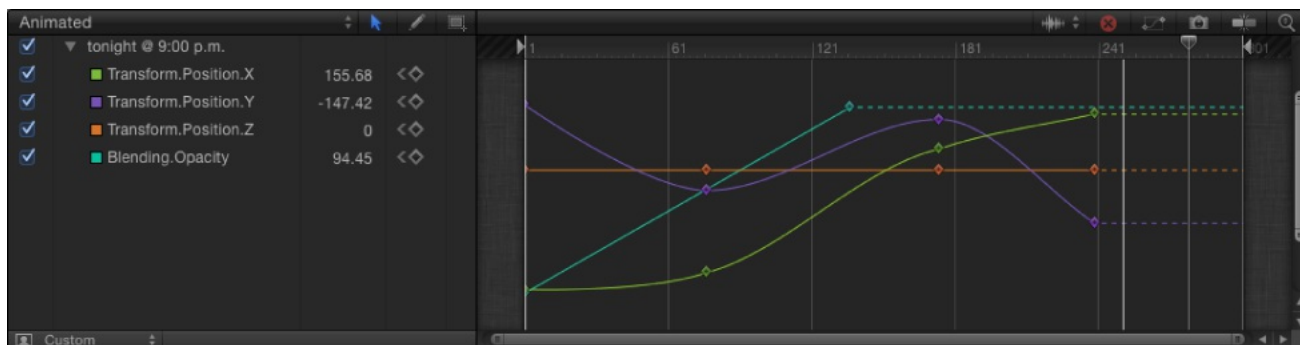 Animated
tonight @ 9:00 p.m.
Transform.Position.X 155.68
Transform.Position.Y -147.42
Transform.Position.Z 0
Blending.Opacity 94.45
Custom
1 61 121 181 241 301